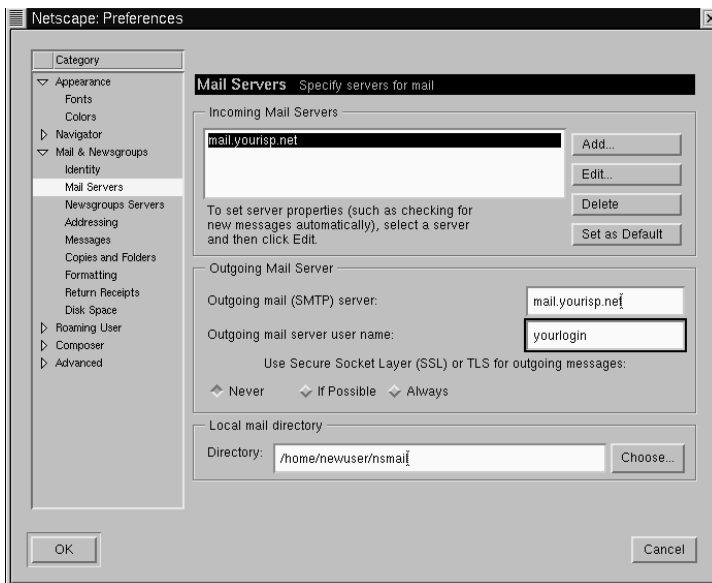 Netscape: Preferences
Category
Appearance
Fonts
Colors
Navigator
Mail & Newsgroups
Identity
Mail Servers
Newsgroups Servers
Addressing
Messages
Copies and Folders
Formatting
Return Receipts
Disk Space
Roaming User
Composer
Advanced
Mail Servers Specify servers for mail
Incoming Mail Servers
mail.yourisp.net
Add...
Edit...
Delete
Set as Default
To set server properties (such as checking for
new messages automatically), select a server
and then click Edit.
Outgoing Mail Server
Outgoing mail (SMTP) server: mail.yourisp.net
Outgoing mail server user name: yourlogin
Use Secure Socket Layer (SSL) or TLS for outgoing messages:
Never If Possible Always
Local mail directory
Directory: /home/newuser/nsmail Choose...
OK Cancel